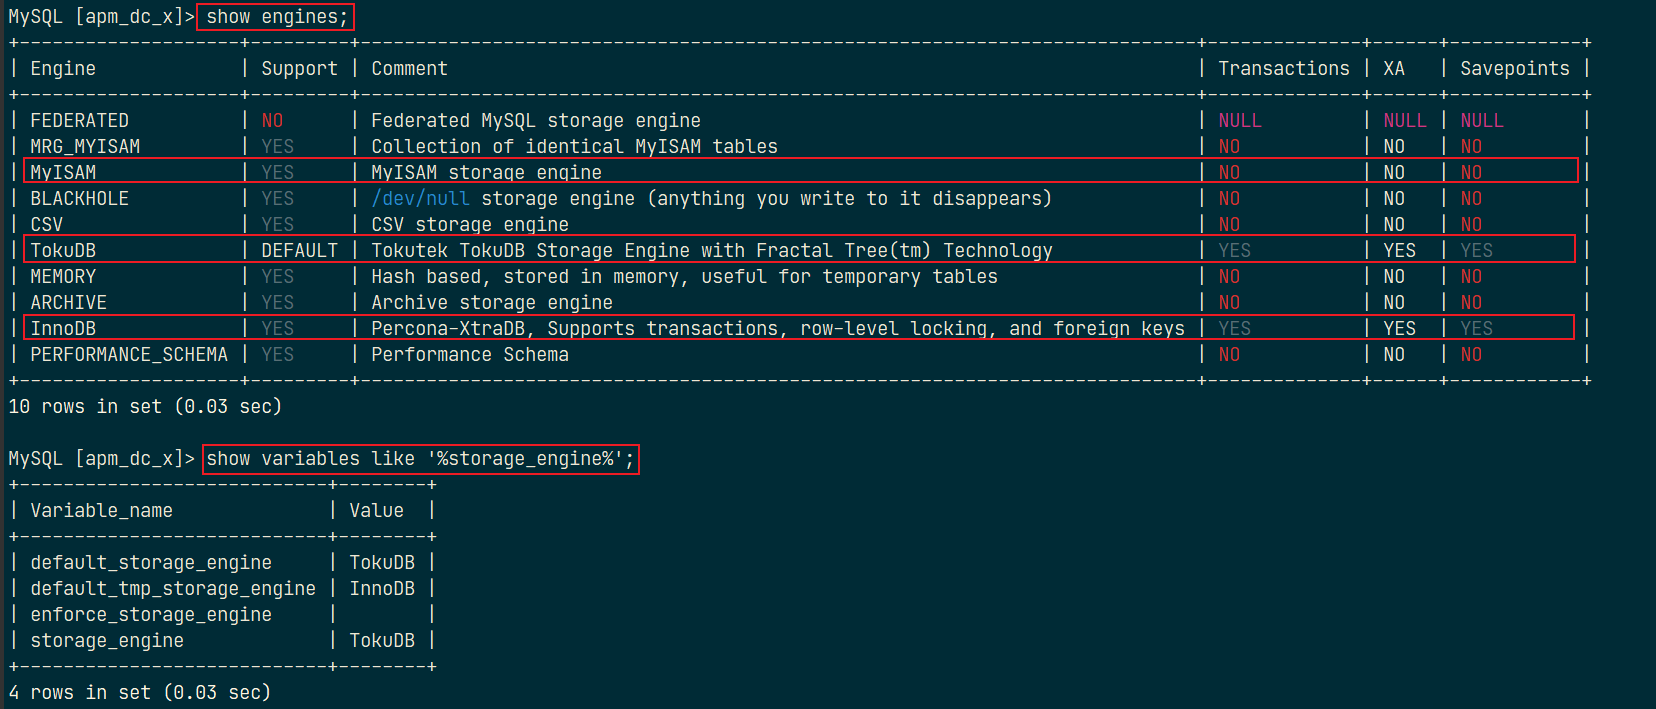 MySQL [apm_dc_x]> show engines;
+--------------------+---------+----------------------------------------------------------------------------+--------------+------+------------+
| Engine             | Support | Comment                                                                    | Transactions | XA   | Savepoints |
+--------------------+---------+----------------------------------------------------------------------------+--------------+------+------------+
| FEDERATED          | NO      | Federated MySQL storage engine                                             | NULL         | NULL | NULL       |
| MRG_MYISAM         | YES     | Collection of identical MyISAM tables                                      | NO           | NO   | NO         |
| MyISAM             | YES     | MyISAM storage engine                                                      | NO           | NO   | NO         |
| BLACKHOLE          | YES     | /dev/null storage engine (anything you write to it disappears)             | NO           | NO   | NO         |
| CSV                | YES     | CSV storage engine                                                         | NO           | NO   | NO         |
| TokuDB             | DEFAULT | Tokutek TokuDB Storage Engine with Fractal Tree(tm) Technology             | YES          | YES  | YES        |
| MEMORY             | YES     | Hash based, stored in memory, useful for temporary tables                  | NO           | NO   | NO         |
| ARCHIVE            | YES     | Archive storage engine                                                     | NO           | NO   | NO         |
| InnoDB             | YES     | Percona-XtraDB, Supports transactions, row-level locking, and foreign keys | YES          | YES  | YES        |
| PERFORMANCE_SCHEMA | YES     | Performance Schema                                                         | NO           | NO   | NO         |
+--------------------+---------+----------------------------------------------------------------------------+--------------+------+------------+
10 rows in set (0.03 sec)

MySQL [apm_dc_x]> show variables like '%storage_engine%';
+----------------------------+--------+
| Variable_name              | Value  |
+----------------------------+--------+
| default_storage_engine     | TokuDB |
| default_tmp_storage_engine | InnoDB |
| enforce_storage_engine     |        |
| storage_engine             | TokuDB |
+----------------------------+--------+
4 rows in set (0.03 sec)